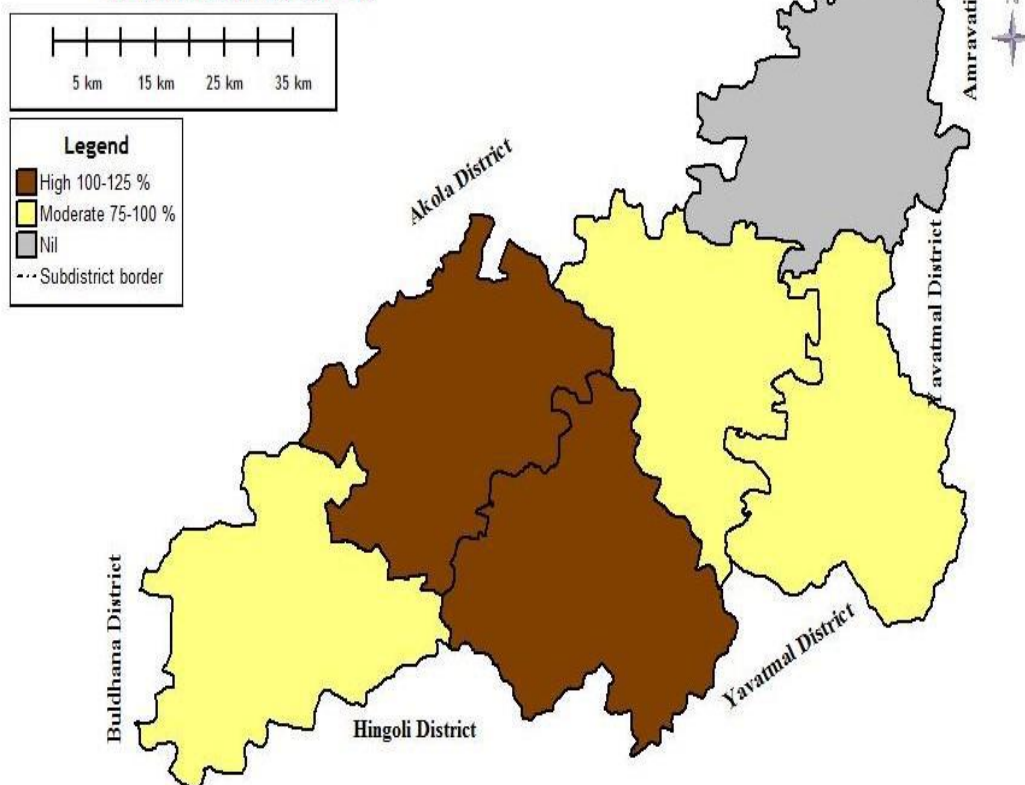 5 km 15 km 25 km 35 km
Legend
High 100-125 %
Moderate 75-100 %
Nil
Subdistrict border
Akola District
Amravati
Yavatmal District
Buldhana District
Hingoli District
Yavatmal District